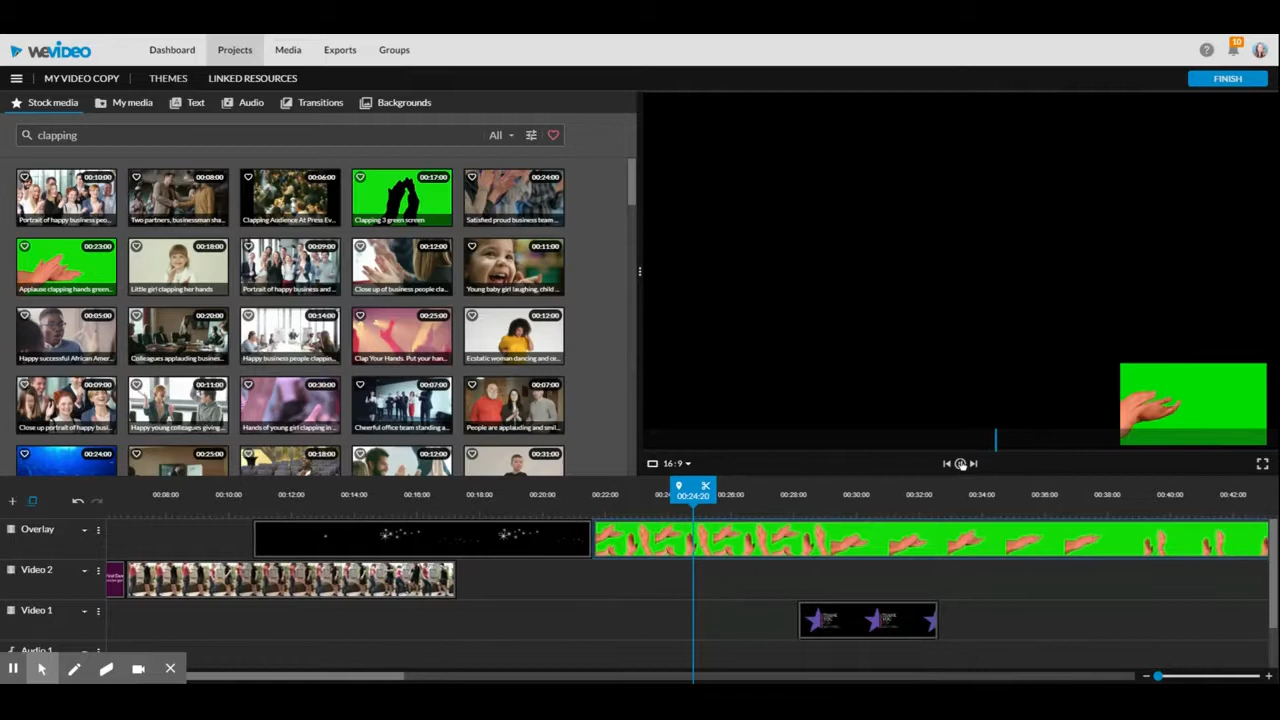 WEVIDEO
Dashboard Projects Media Exports Groups
10
MY VIDEO COPY THEMES LINKED RESOURCES
FINISH
Stock media My media Text Audio Transitions Backgrounds
clapping
All
00:10:00 00:08:00 00:06:00 00:17:00 00:24:00
Portrait of happy business peo... Two partners, businessman sha... Clapping Audience At Press Ev... Clapping 3 green screen Satisfied proud business team...
00:23:00 00:18:00 00:09:00 00:12:00 00:11:00
Applause clapping hands green... Little girl clapping her hands Portrait of happy business and... Close up of business people cla... Young baby girl laughing, child...
00:05:00 00:20:00 00:14:00 00:25:00 00:12:00
Happy successful African Amer... Colleagues applauding busines... Happy business people clappin... Clap Your Hands. Put your han... Ecstatic woman dancing and ce...
00:09:00 00:11:00 00:30:00 00:07:00 00:07:00
Close up portrait of happy busi... Happy young colleagues giving... Hands of young girl clapping in... Cheerful office team standing a... People are applauding and smil...
00:24:00 00:18:00 00:12:00
16:9
00:08:00 00:10:00 00:12:00 00:14:00 00:16:00 00:18:00 00:20:00 00:22:00 00:24:20 00:26:00 00:28:00 00:30:00 00:32:00 00:34:00 00:36:00 00:38:00 00:40:00 00:42:00
Overlay
Video 2
Video 1
THANK YOU THANK YOU
Audio 1